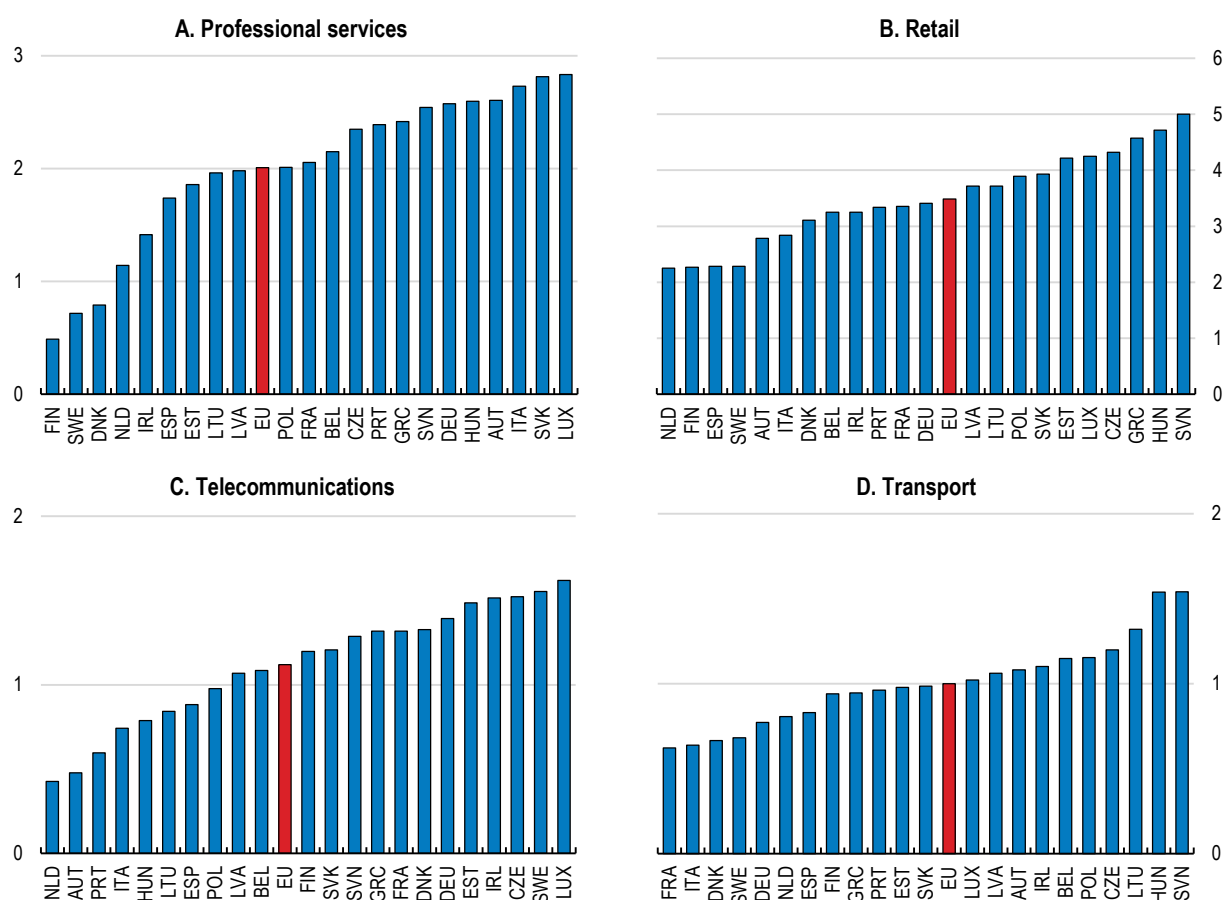 A. Professional services
3
2
1
0
FIN SWE DNK NLD IRL ESP EST LTU LVA EU POL FRA BEL CZE PRT GRC SVN DEU HUN AUT ITA SVK LUX
B. Retail
6
5
4
3
2
1
0
NLD FIN ESP SWE AUT ITA DNK BEL IRL PRT FRA DEU EU LVA LTU POL SVK EST LUX CZE GRC HUN SVN
C. Telecommunications
2
1
0
NLD AUT PRT ITA HUN LTU ESP POL LVA BEL EU FIN SVK SVN GRC FRA DNK DEU EST IRL CZE SWE LUX
D. Transport
2
1
0
FRA ITA DNK SWE DEU NLD ESP FIN GRC PRT EST SVK EU LUX LVA AUT IRL BEL POL CZE LTU HUN SVN